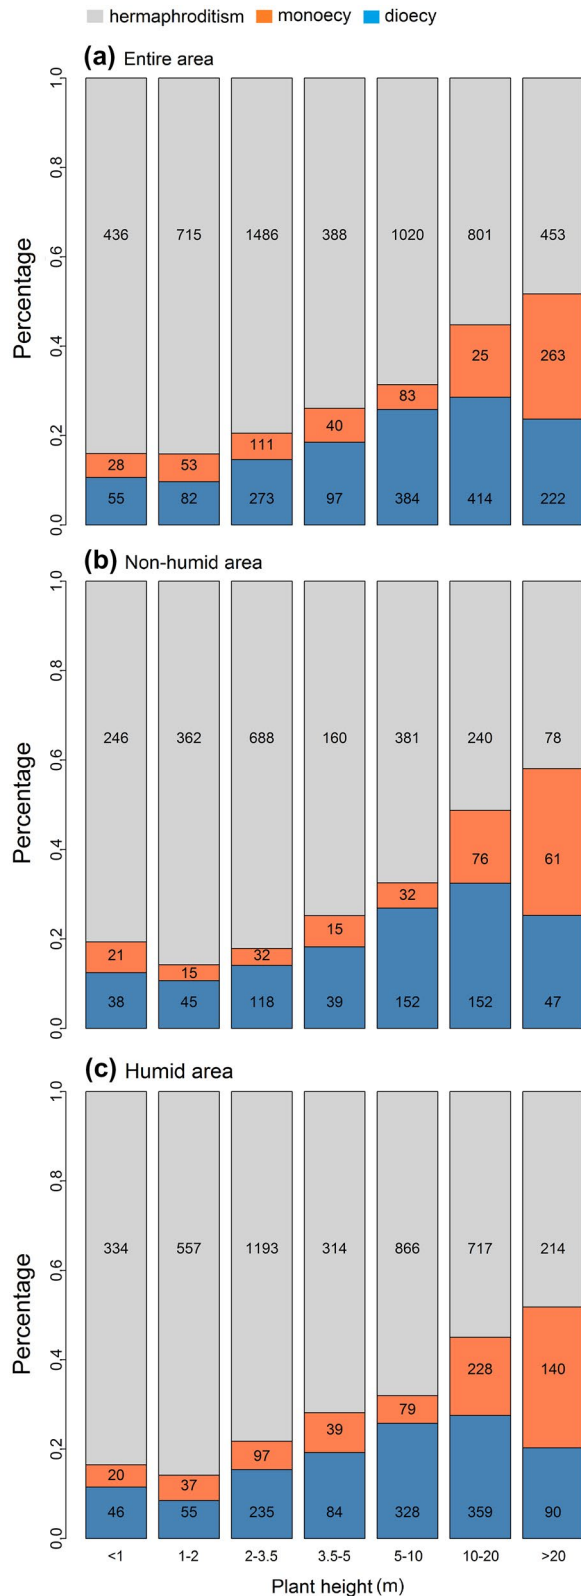 hermaphroditism monoecy dioecy
(a) Entire area
Percentage
1.0
0.8
0.6
0.4
0.2
0.0
436 715 1486 388 1020 801 453
28 53 111 40 83 25 263
55 82 273 97 384 414 222
(b) Non-humid area
Percentage
1.0
0.8
0.6
0.4
0.2
0.0
246 362 688 160 381 240 78
21 15 32 15 32 76 61
38 45 118 39 152 152 47
(c) Humid area
Percentage
1.0
0.8
0.6
0.4
0.2
0.0
334 557 1193 314 866 717 214
20 37 97 39 79 228 140
46 55 235 84 328 359 90
<1 1-2 2-3.5 3.5-5 5-10 10-20 >20
Plant height (m)